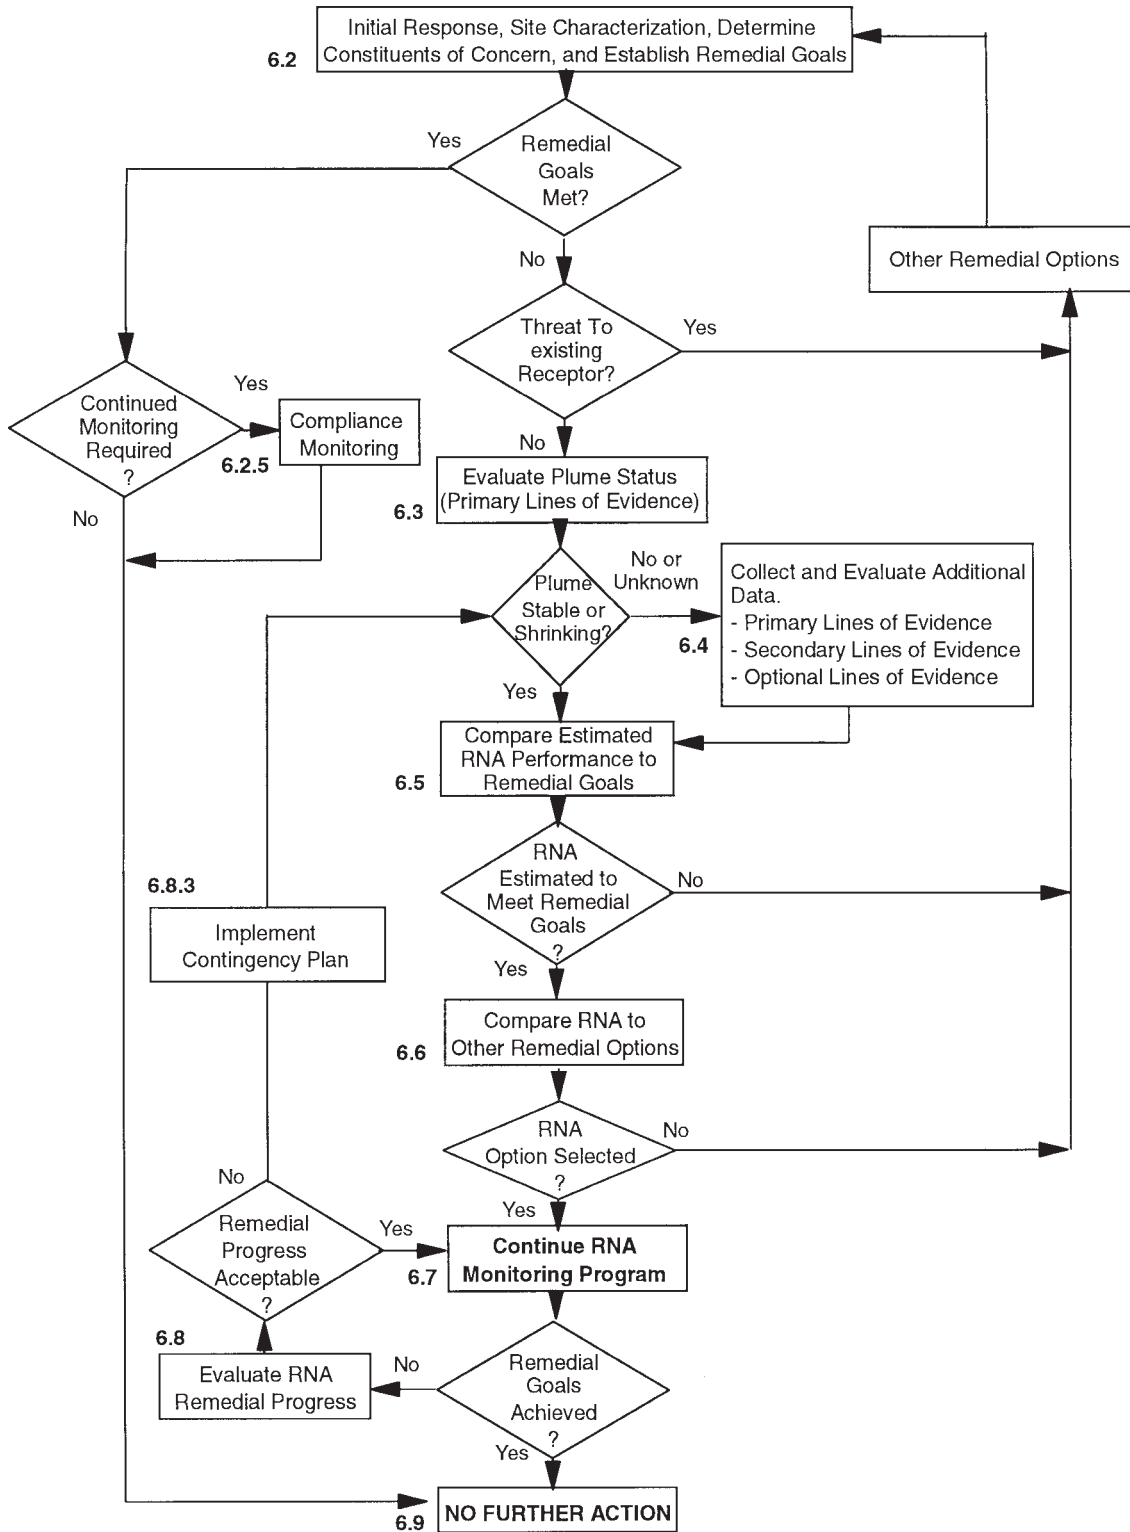 Initial Response, Site Characterization, Determine
Constituents of Concern, and Establish Remedial Goals
6.2
Yes
Remedial
Goals
Met?
No
Other Remedial Options
Threat To
existing
Receptor?
Yes
Continued
Monitoring
Required
?
Yes
6.2.5
Compliance
Monitoring
No
No
Evaluate Plume Status
(Primary Lines of Evidence)
6.3
Plume
Stable or
Shrinking?
No or
Unknown
6.4
Collect and Evaluate Additional
Data.
- Primary Lines of Evidence
- Secondary Lines of Evidence
- Optional Lines of Evidence
Yes
Compare Estimated
RNA Performance to
Remedial Goals
6.5
RNA
Estimated to
Meet Remedial
Goals
?
No
6.8.3
Implement
Contingency Plan
Yes
Compare RNA to
Other Remedial Options
6.6
RNA
Option Selected
?
No
No
Yes
Remedial
Progress
Acceptable
?
Yes
6.7
Continue RNA
Monitoring Program
6.8
Evaluate RNA
Remedial Progress
No
Remedial
Goals
Achieved
?
Yes
6.9
NO FURTHER ACTION